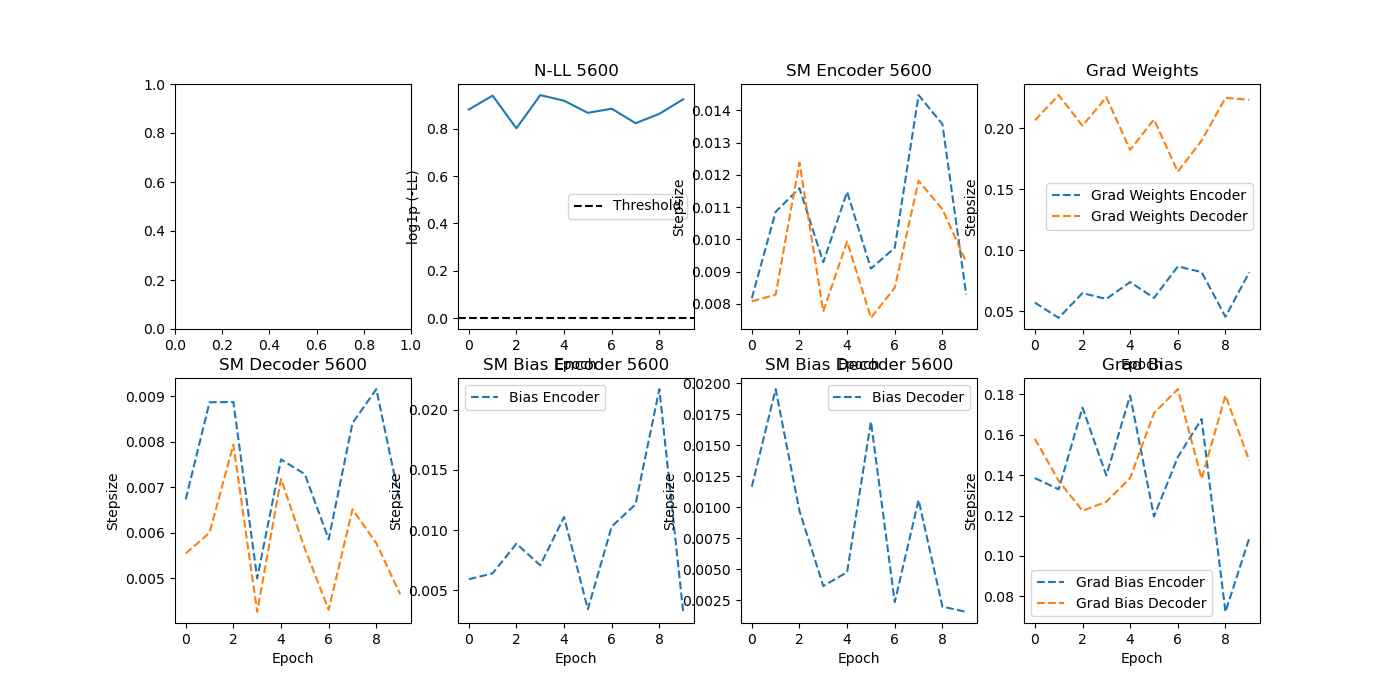 N-LL 5600
SM Encoder 5600
Grad Weights
1.0
0.8
0.6
0.4
0.2
0.0
0.0 0.2 0.4 0.6 0.8 1.0
log1p (-LL)
0.8
0.6
0.4
0.2
0.0
Threshold
0 2 4 6 8
Epoch
Stepsize
0.014
0.013
0.012
0.011
0.010
0.009
0.008
0 2 4 6 8
Epoch
Stepsize
0.20
0.15
0.10
0.05
Grad Weights Encoder
Grad Weights Decoder
0 2 4 6 8
Epoch
SM Decoder 5600
SM Bias Encoder 5600
SM Bias Decoder 5600
Grad Bias
Stepsize
0.009
0.008
0.007
0.006
0.005
0 2 4 6 8
Epoch
Stepsize
0.020
0.015
0.010
0.005
Bias Encoder
0 2 4 6 8
Epoch
Stepsize
0.0200
0.0175
0.0150
0.0125
0.0100
0.0075
0.0050
0.0025
Bias Decoder
0 2 4 6 8
Epoch
Stepsize
0.18
0.16
0.14
0.12
0.10
0.08
Grad Bias Encoder
Grad Bias Decoder
0 2 4 6 8
Epoch